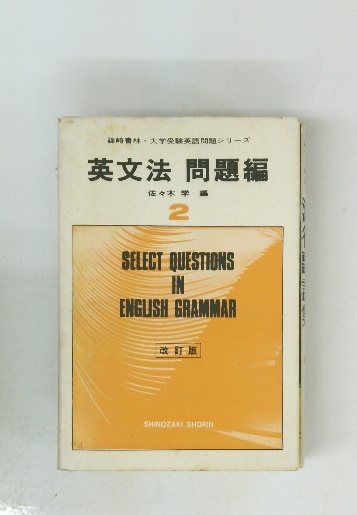 篠崎書林・大学受験英語問題シリーズ
英文法 問題編
佐々木 学 編
2
SELECT QUESTIONS
IN
ENGLISH GRAMMAR
改訂版
SHINOZAKI SHORIN